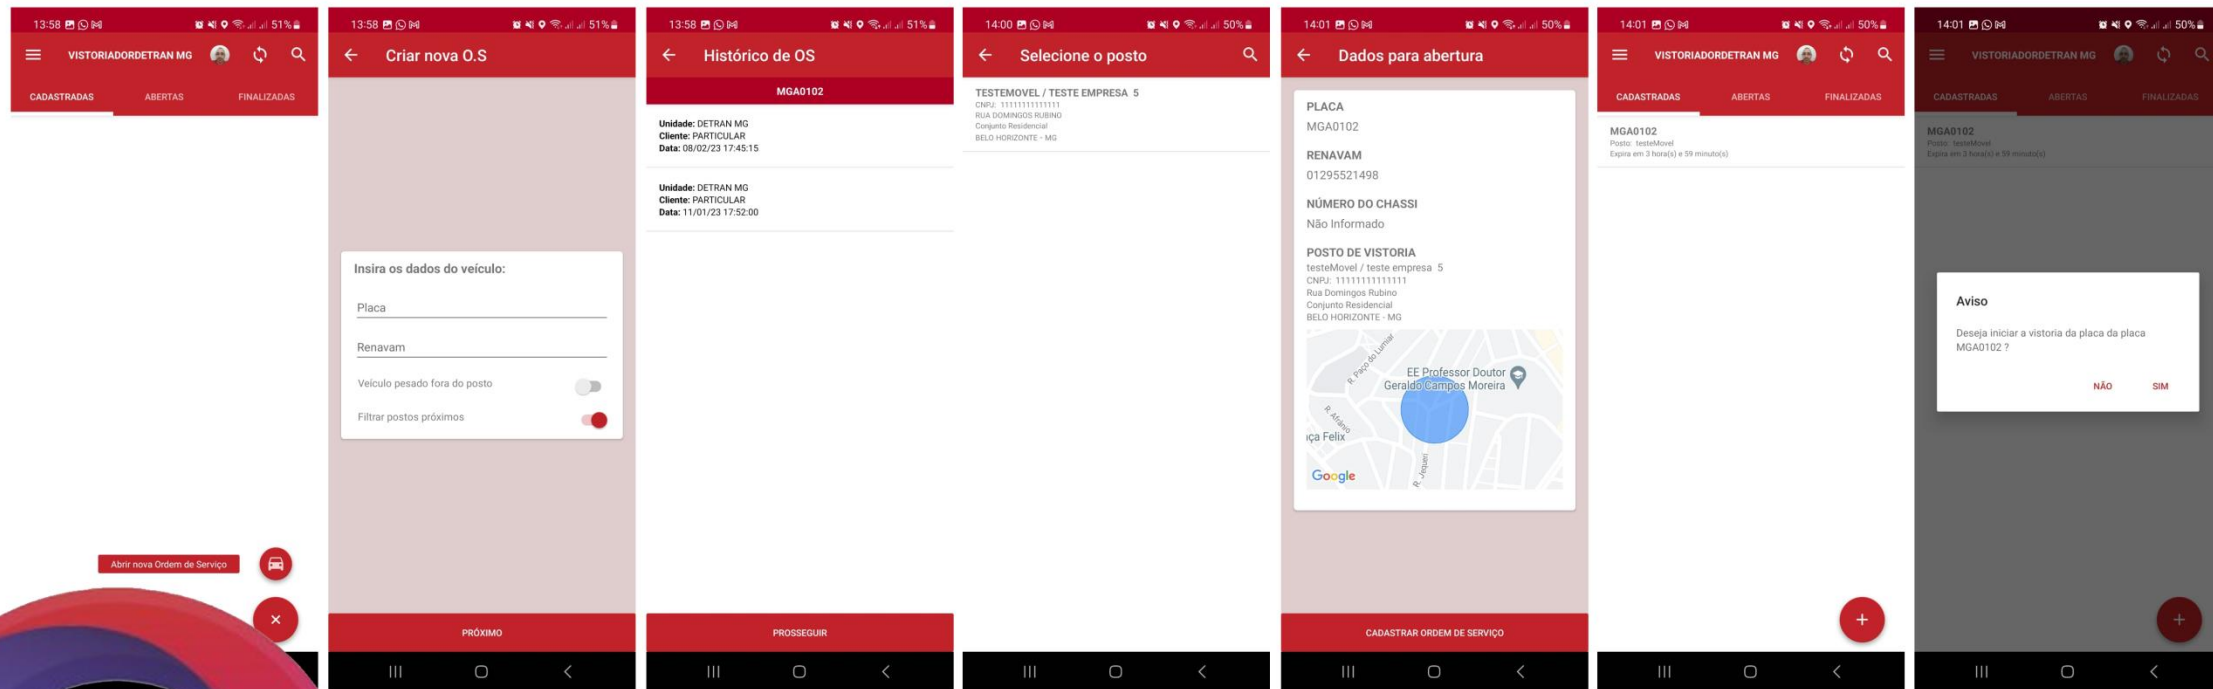 13:58 51%
VISTORIADORDETRAN MG
CADASTRADAS ABERTAS FINALIZADAS
Abrir nova Ordem de Serviço
13:58 51%
Criar nova O.S
Insira os dados do veículo:
Placa
Renavam
Veículo pesado fora do posto
Filtrar postos próximos
PRÓXIMO
13:58 51%
Histórico de OS
MGA0102
Unidade: DETRAN MG
Cliente: PARTICULAR
Data: 08/02/23 17:45:15
Unidade: DETRAN MG
Cliente: PARTICULAR
Data: 11/01/23 17:52:00
PROSSEGUIR
14:00 50%
Selecione o posto
TESTEMOVEL / TESTE EMPRESA 5
CNPJ: 11111111111111
RUA DOMINGOS RUBINO
Conjunto Residencial
BELO HORIZONTE - MG
14:01 50%
Dados para abertura
PLACA
MGA0102
RENAVAM
01295521498
NÚMERO DO CHASSI
Não Informado
POSTO DE VISTORIA
testeMovel / teste empresa 5
CNPJ: 11111111111111
Rua Domingos Rubino
Conjunto Residencial
BELO HORIZONTE - MG
R. Paço do Lumiar
EE Professor Doutor
Geraldo Campos Moreira
R. Afrânio
ça Felix
R. Jequeri
Google
CADASTRAR ORDEM DE SERVIÇO
14:01 50%
VISTORIADORDETRAN MG
CADASTRADAS ABERTAS FINALIZADAS
MGA0102
Posto: testeMovel
Expira em 3 hora(s) e 59 minuto(s)
14:01 50%
VISTORIADORDETRAN MG
CADASTRADAS ABERTAS FINALIZADAS
MGA0102
Posto: testeMovel
Expira em 3 hora(s) e 59 minuto(s)
Aviso
Deseja iniciar a vistoria da placa da placa
MGA0102 ?
NÃO SIM